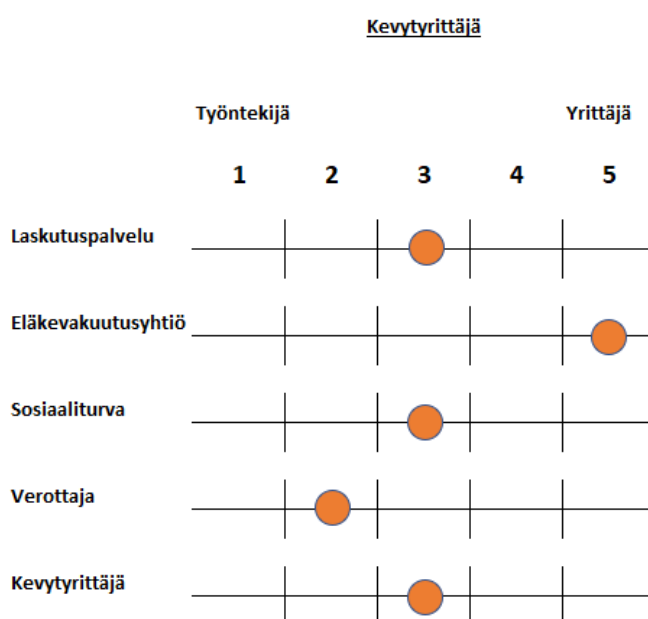 Kevytyrittäjä
Työntekijä Yrittäjä
1 2 3 4 5
Laskutuspalvelu
Eläkevakuutusyhtiö
Sosiaaliturva
Verottaja
Kevytyrittäjä